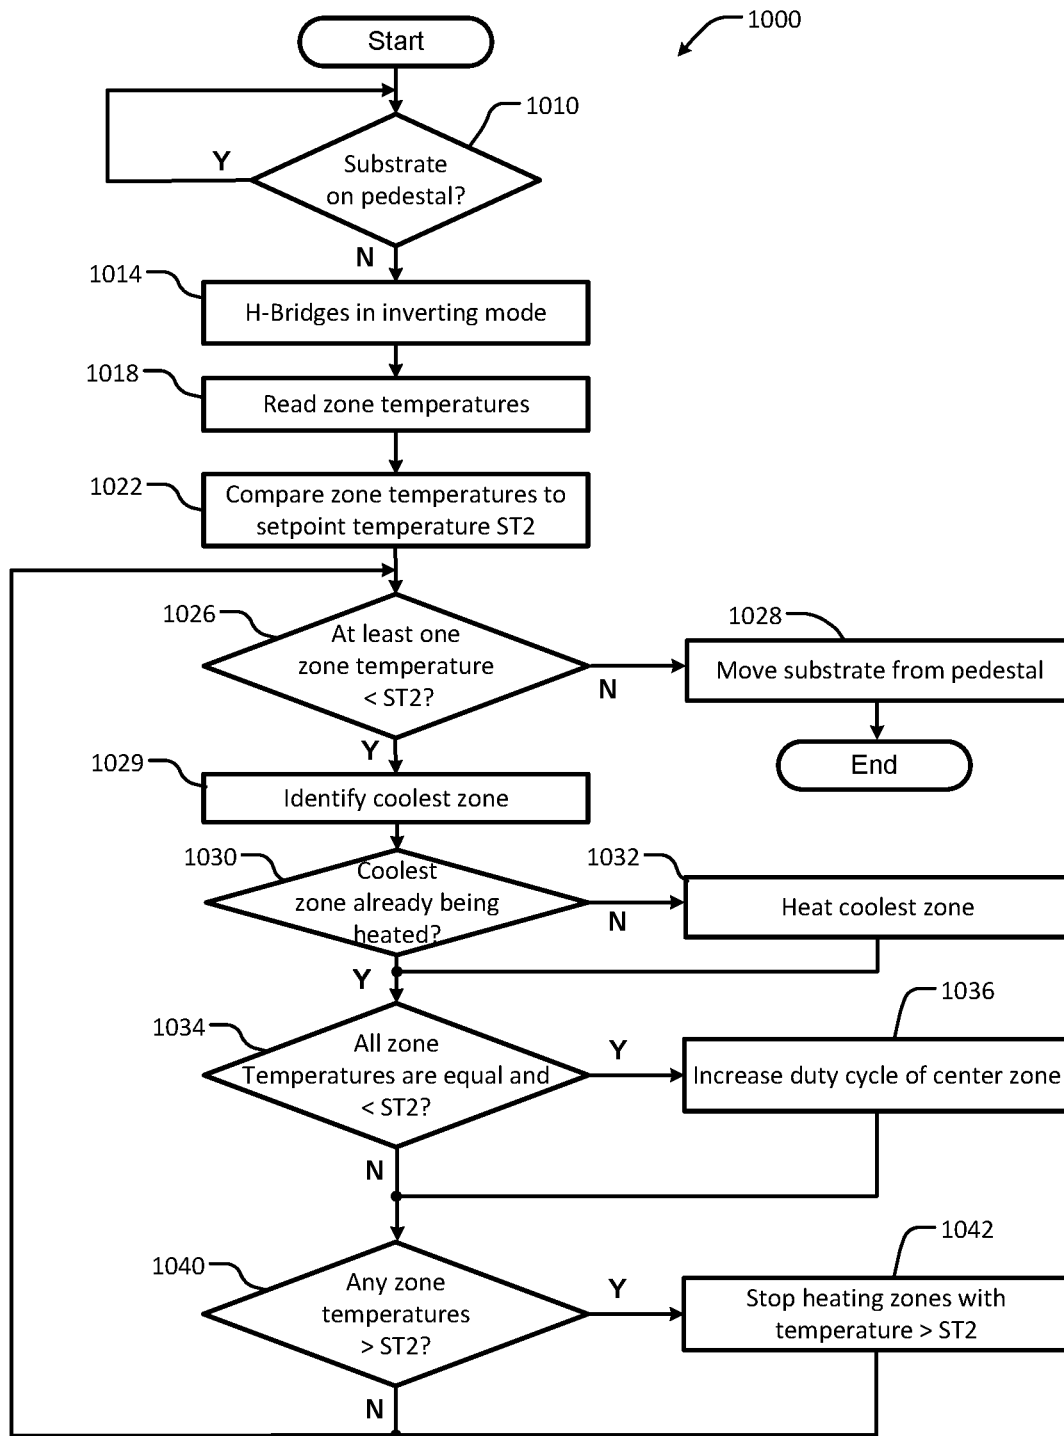 Start
1000
1010
Substrate
on pedestal?
Y
N
1014
H-Bridges in inverting mode
1018
Read zone temperatures
1022
Compare zone temperatures to
setpoint temperature ST2
1026
At least one
zone temperature
< ST2?
N
1028
Move substrate from pedestal
End
Y
1029
Identify coolest zone
1030
Coolest
zone already being
heated?
N
1032
Heat coolest zone
Y
1034
All zone
Temperatures are equal and
< ST2?
Y
1036
Increase duty cycle of center zone
N
1040
Any zone
temperatures
> ST2?
Y
1042
Stop heating zones with
temperature > ST2
N